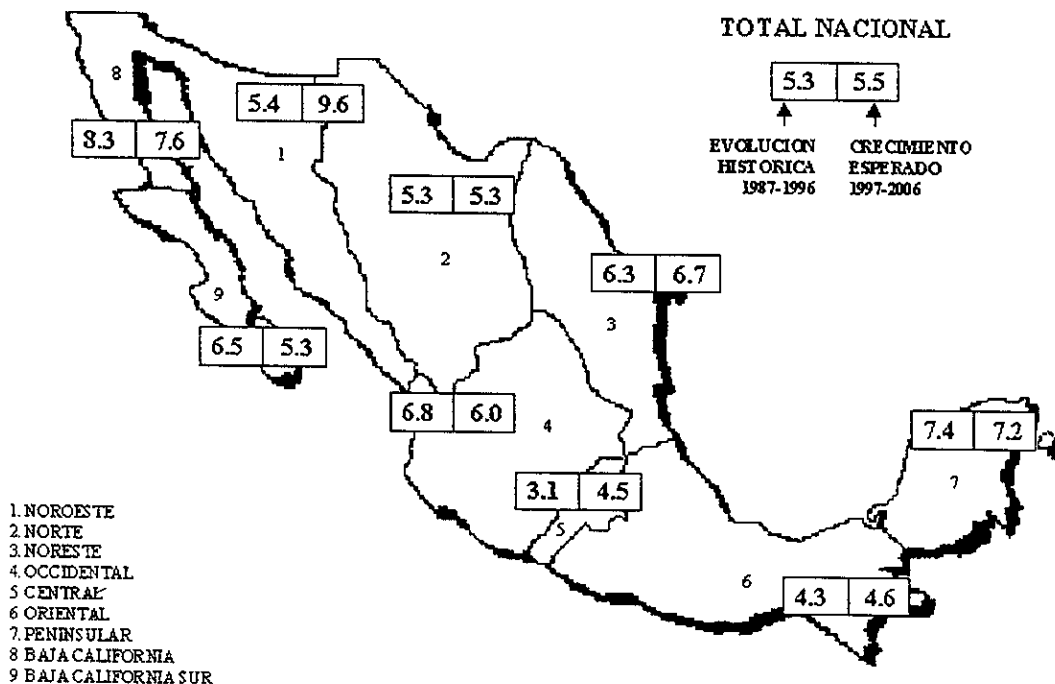 TOTAL NACIONAL
5.3 5.5
EVOLUCION HISTORICA 1987-1996
CRECIMIENTO ESPERADO 1997-2006
8
5.4 9.6
8.3 7.6
1
5.3 5.3
2
6.3 6.7
9
3
6.5 5.3
6.8 6.0
4
7.4 7.2
3.1 4.5
7
5
6
4.3 4.6
1. NOROESTE
2. NORTE
3. NORESTE
4. OCCIDENTAL
5 CENTRAL
6 ORIENTAL
7. PENINSULAR
8 BAJA CALIFORNIA
9 BAJA CALIFORNIA SUR